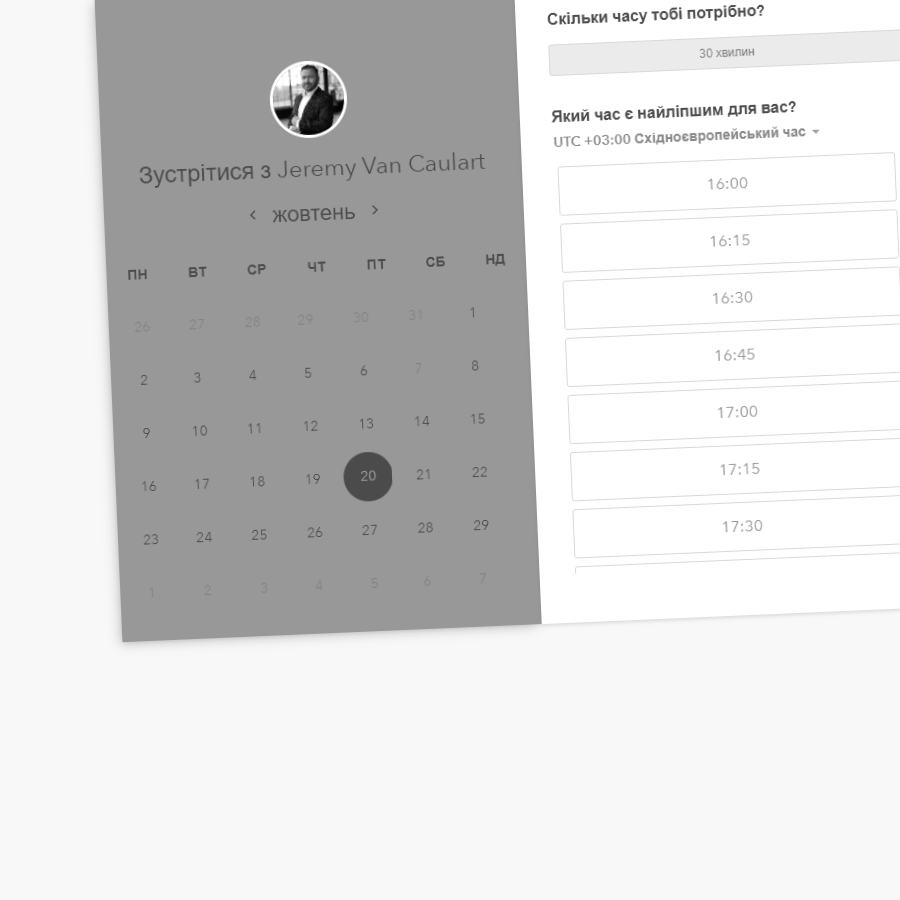 Зустрітися з Jeremy Van Caulart
‹ жовтень ›
ПН ВТ СР ЧТ ПТ СБ НД
26 27 28 29 30 31 1
2 3 4 5 6 7 8
9 10 11 12 13 14 15
16 17 18 19 20 21 22
23 24 25 26 27 28 29
1 2 3 4 5 6 7
Скільки часу тобі потрібно?
30 хвилин
Який час є найліпшим для вас?
UTC +03:00 Східноєвропейський час
16:00
16:15
16:30
16:45
17:00
17:15
17:30